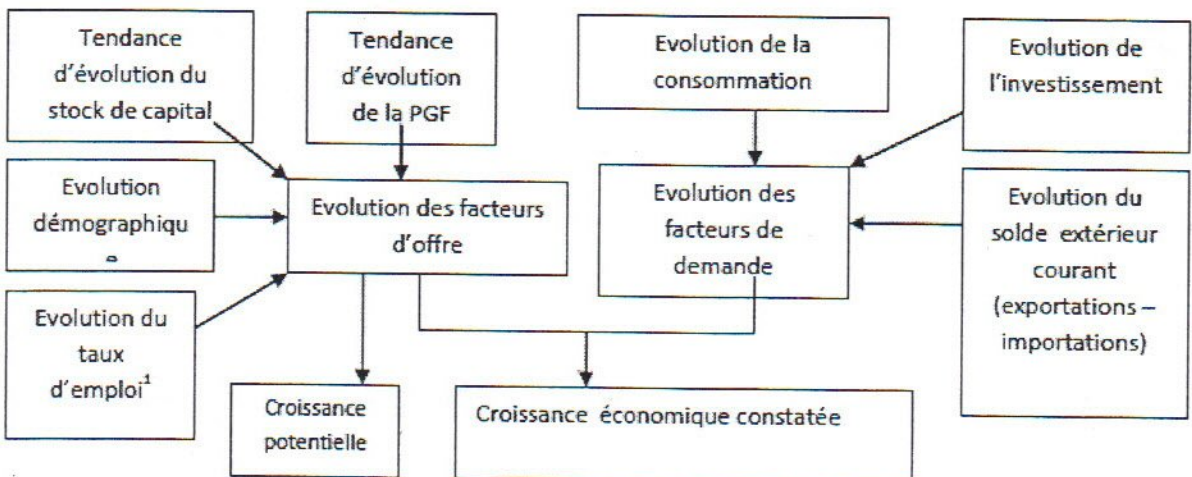 Tendance
d'évolution du
stock de capital
Tendance
d'évolution
de la PGF
Evolution de la
consommation
Evolution de
l'investissement
Evolution
démographiqu
e
Evolution des facteurs
d'offre
Evolution des
facteurs de
demande
Evolution du
solde extérieur
courant
(exportations –
importations)
Evolution du
taux
d'emploi¹
Croissance
potentielle
Croissance économique constatée